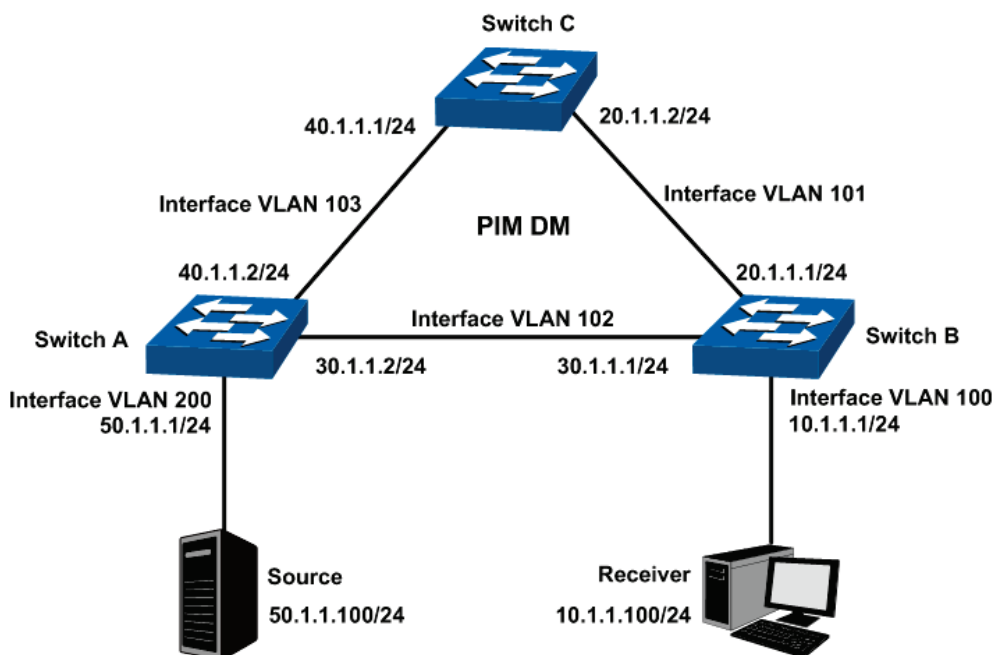 Switch C
40.1.1.1/24
20.1.1.2/24
Interface VLAN 103
Interface VLAN 101
PIM DM
40.1.1.2/24
20.1.1.1/24
Interface VLAN 102
Switch A
Switch B
30.1.1.2/24
30.1.1.1/24
Interface VLAN 200
50.1.1.1/24
Interface VLAN 100
10.1.1.1/24
Source
50.1.1.100/24
Receiver
10.1.1.100/24